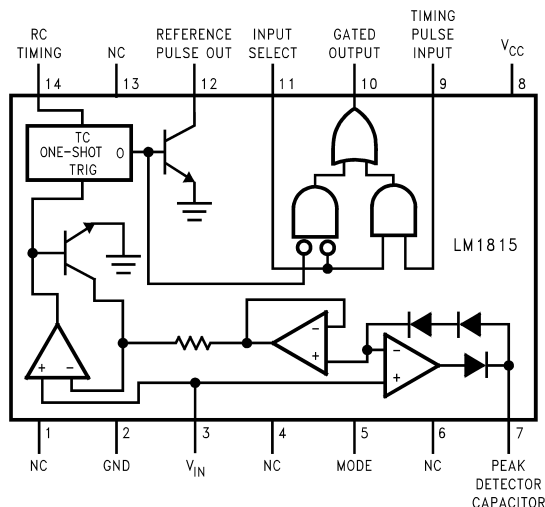 RC
TIMING
NC
REFERENCE
PULSE OUT
INPUT
SELECT
GATED
OUTPUT
TIMING
PULSE
INPUT
VCC
14
13
12
11
10
9
8
TC
ONE-SHOT O
TRIG
LM1815
+ −
−
+
−
+
1
2
3
4
5
6
7
NC
GND
VIN
NC
MODE
NC
PEAK
DETECTOR
CAPACITOR